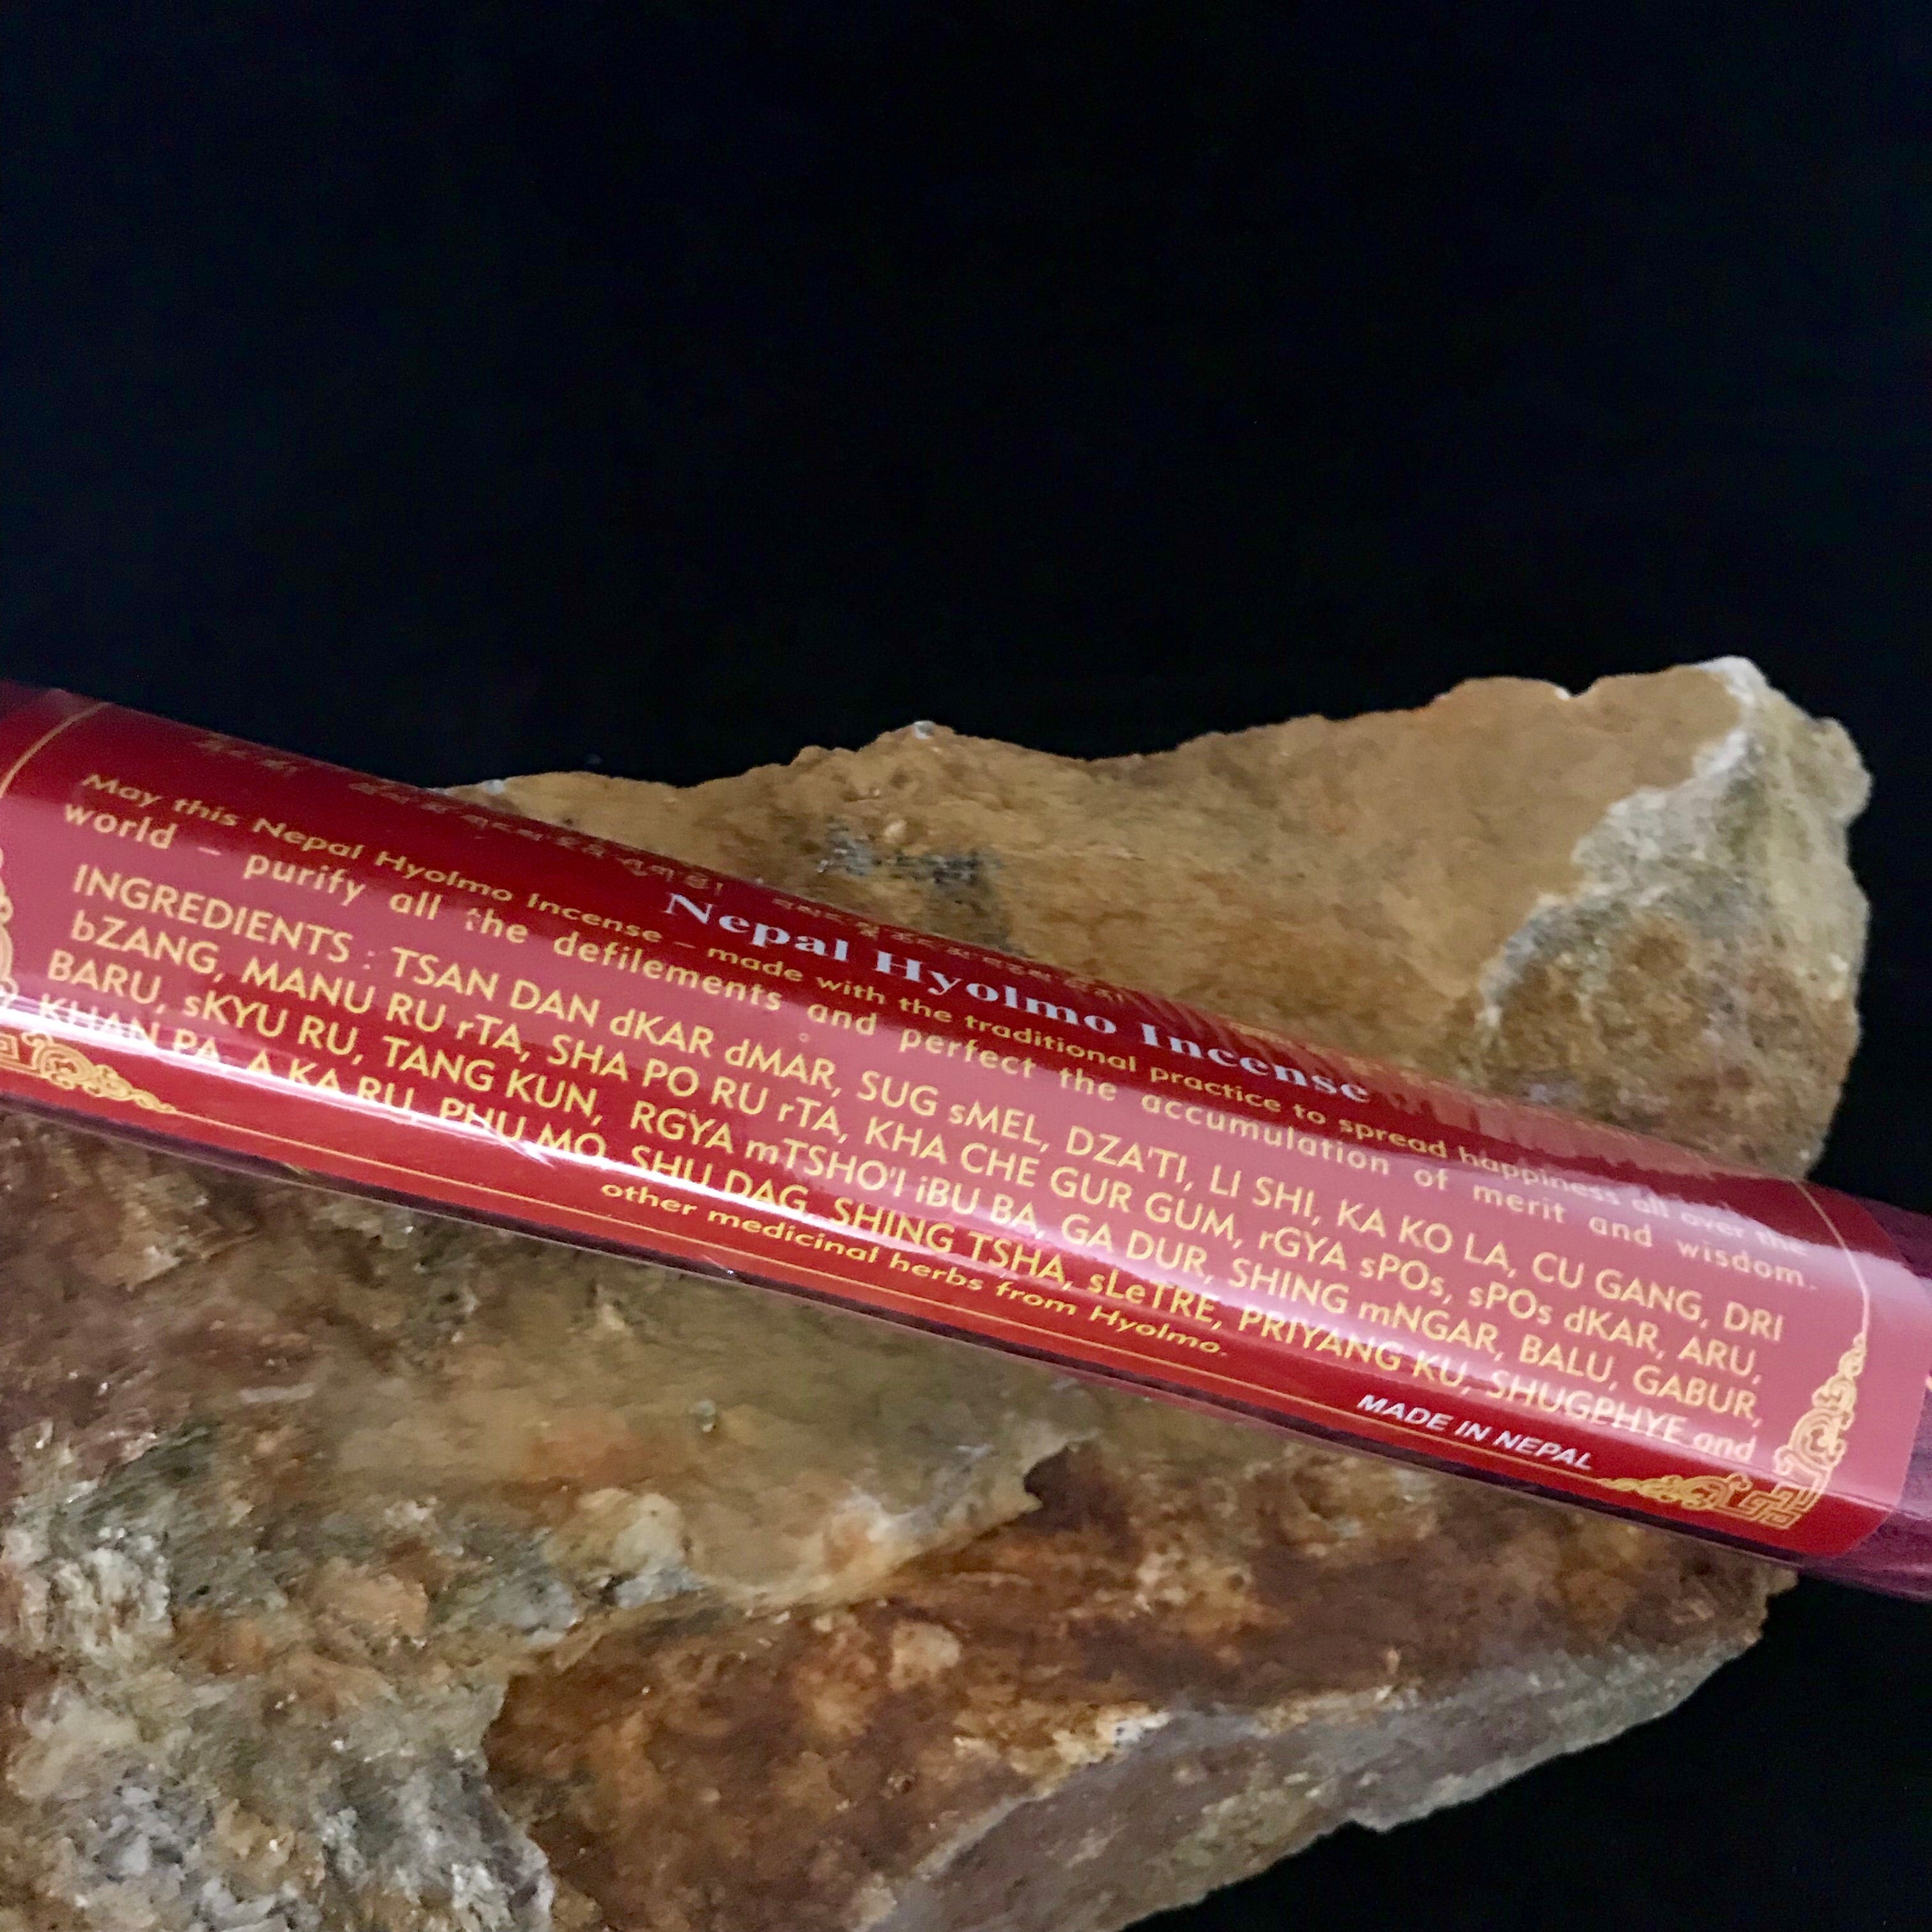 Nepal Hyolmo Incense
May this Nepal Hyolmo Incense – made with the traditional practice to spread happiness all over the
world – purify all the defilements and perfect the accumulation of merit and wisdom.
INGREDIENTS : TSAN DAN dKAR dMAR, SUG sMEL, DZA'TI, LI SHI, KA KO LA, CU GANG, DRI
bZANG, MANU RU rTA, SHA PO RU rTA, KHA CHE GUR GUM, rGYA sPOs, sPOs dKAR, ARU,
BARU, sKYU RU, TANG KUN, RGYA mTSHO'I iBU BA, GA DUR, SHING mNGAR, BALU, GABUR,
KHAN PA, A KA RU, PHU MO, SHU DAG, SHING TSHA, sLeTRE, PRIYANG KU, SHUGPHYE and
other medicinal herbs from Hyolmo.
MADE IN NEPAL